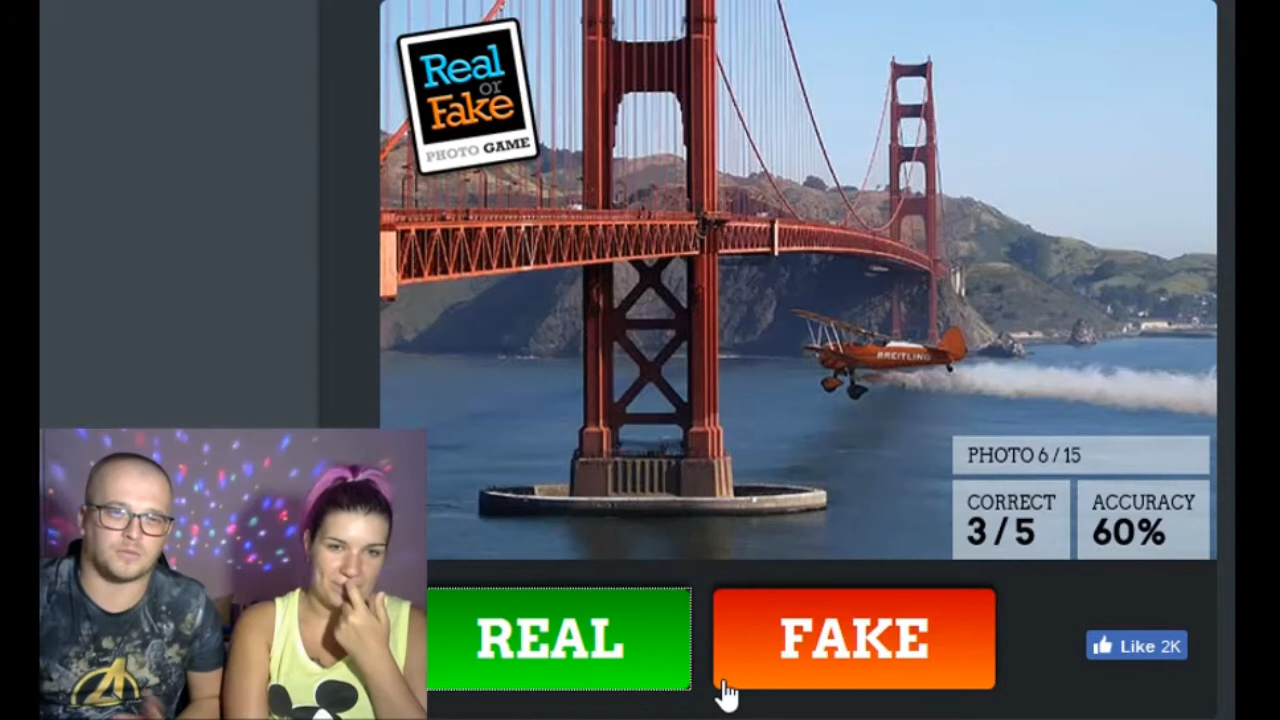 Real
or
Fake
PHOTO GAME
BREITLING
PHOTO 6 / 15
CORRECT
3 / 5
ACCURACY
60%
REAL
FAKE
Like 2K